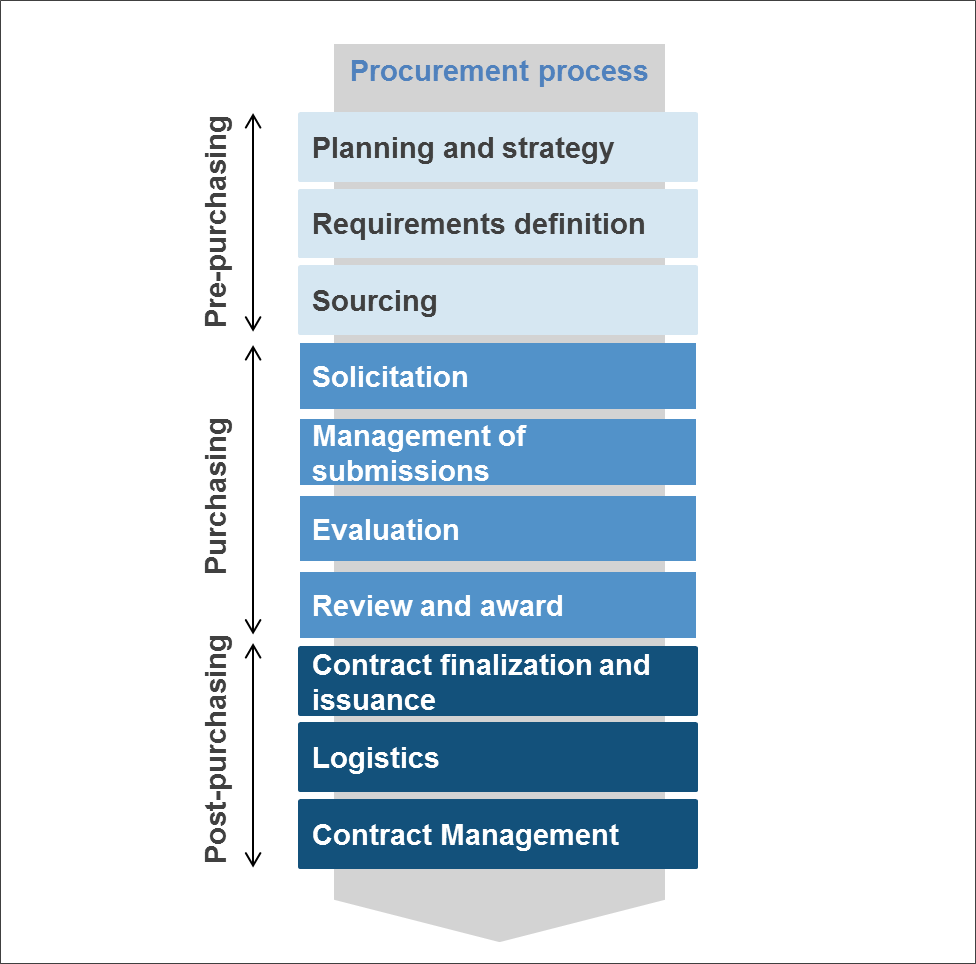 Procurement process
Pre-purchasing
Planning and strategy
Requirements definition
Sourcing
Purchasing
Solicitation
Management of
submissions
Evaluation
Review and award
Post-purchasing
Contract finalization and
issuance
Logistics
Contract Management